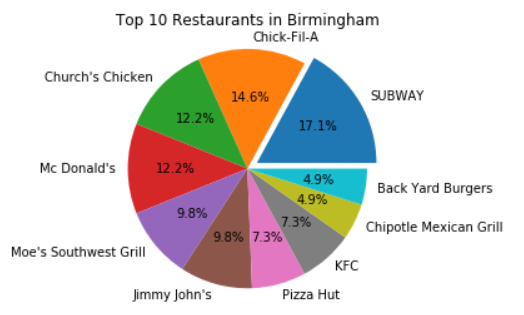 Top 10 Restaurants in Birmingham
Chick-Fil-A
SUBWAY
Church's Chicken
Mc Donald's
Moe's Southwest Grill
Jimmy John's
Pizza Hut
KFC
Chipotle Mexican Grill
Back Yard Burgers
14.6%
17.1%
12.2%
12.2%
9.8%
9.8%
7.3%
7.3%
4.9%
4.9%